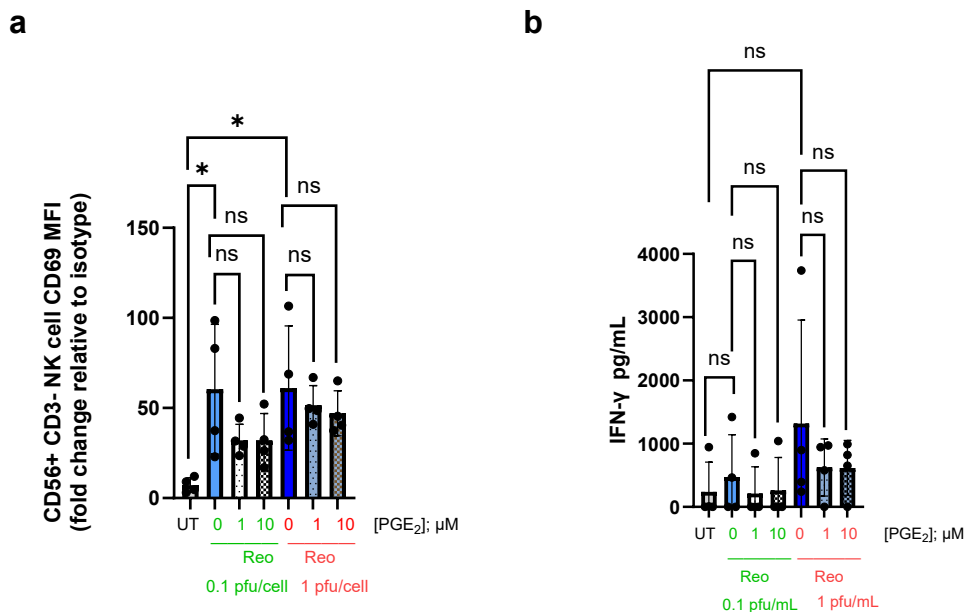 a
CD56+ CD3- NK cell CD69 MFI
(fold change relative to isotype)
150
100
50
0
*
*
ns
ns
ns
ns
UT 0 1 10 0 1 10 [PGE₂]; µM
Reo Reo
0.1 pfu/cell 1 pfu/cell
b
IFN-γ pg/mL
4000
3000
2000
1000
0
ns
ns
ns
ns
ns
ns
UT 0 1 10 0 1 10 [PGE₂]; µM
Reo Reo
0.1 pfu/mL 1 pfu/mL